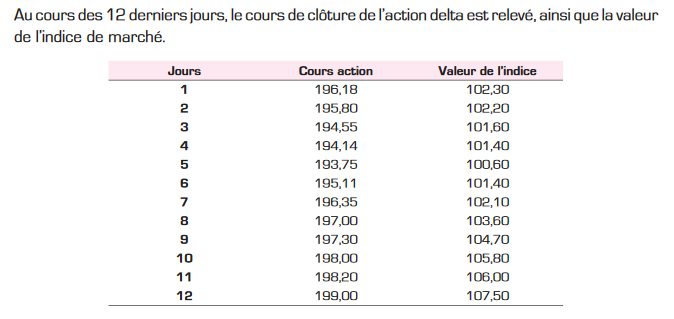 Au cours des 12 derniers jours, le cours de clôture de l'action delta est relevé, ainsi que la valeur
de l'indice de marché.
Jours Cours action Valeur de l'indice
1 196,18 102,30
2 195,80 102,20
3 194,55 101,60
4 194,14 101,40
5 193,75 100,60
6 195,11 101,40
7 196,35 102,10
8 197,00 103,60
9 197,30 104,70
10 198,00 105,80
11 198,20 106,00
12 199,00 107,50